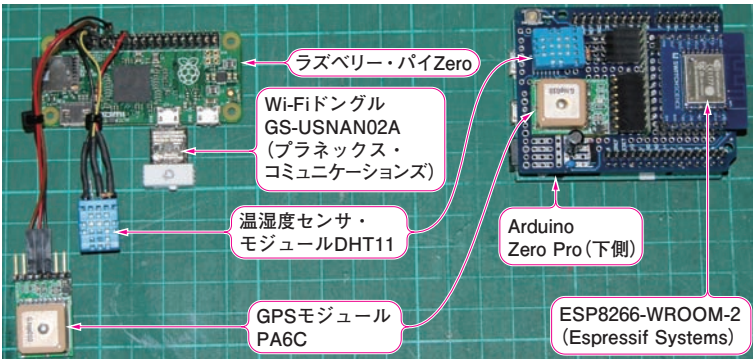 ラズベリー・パイZero
Wi-Fiドングル
GS-USNAN02A
(プラネックス・
コミュニケーションズ)
温湿度センサ・
モジュールDHT11
GPSモジュール
PA6C
Arduino
Zero Pro(下側)
ESP8266-WROOM-2
(Espressif Systems)